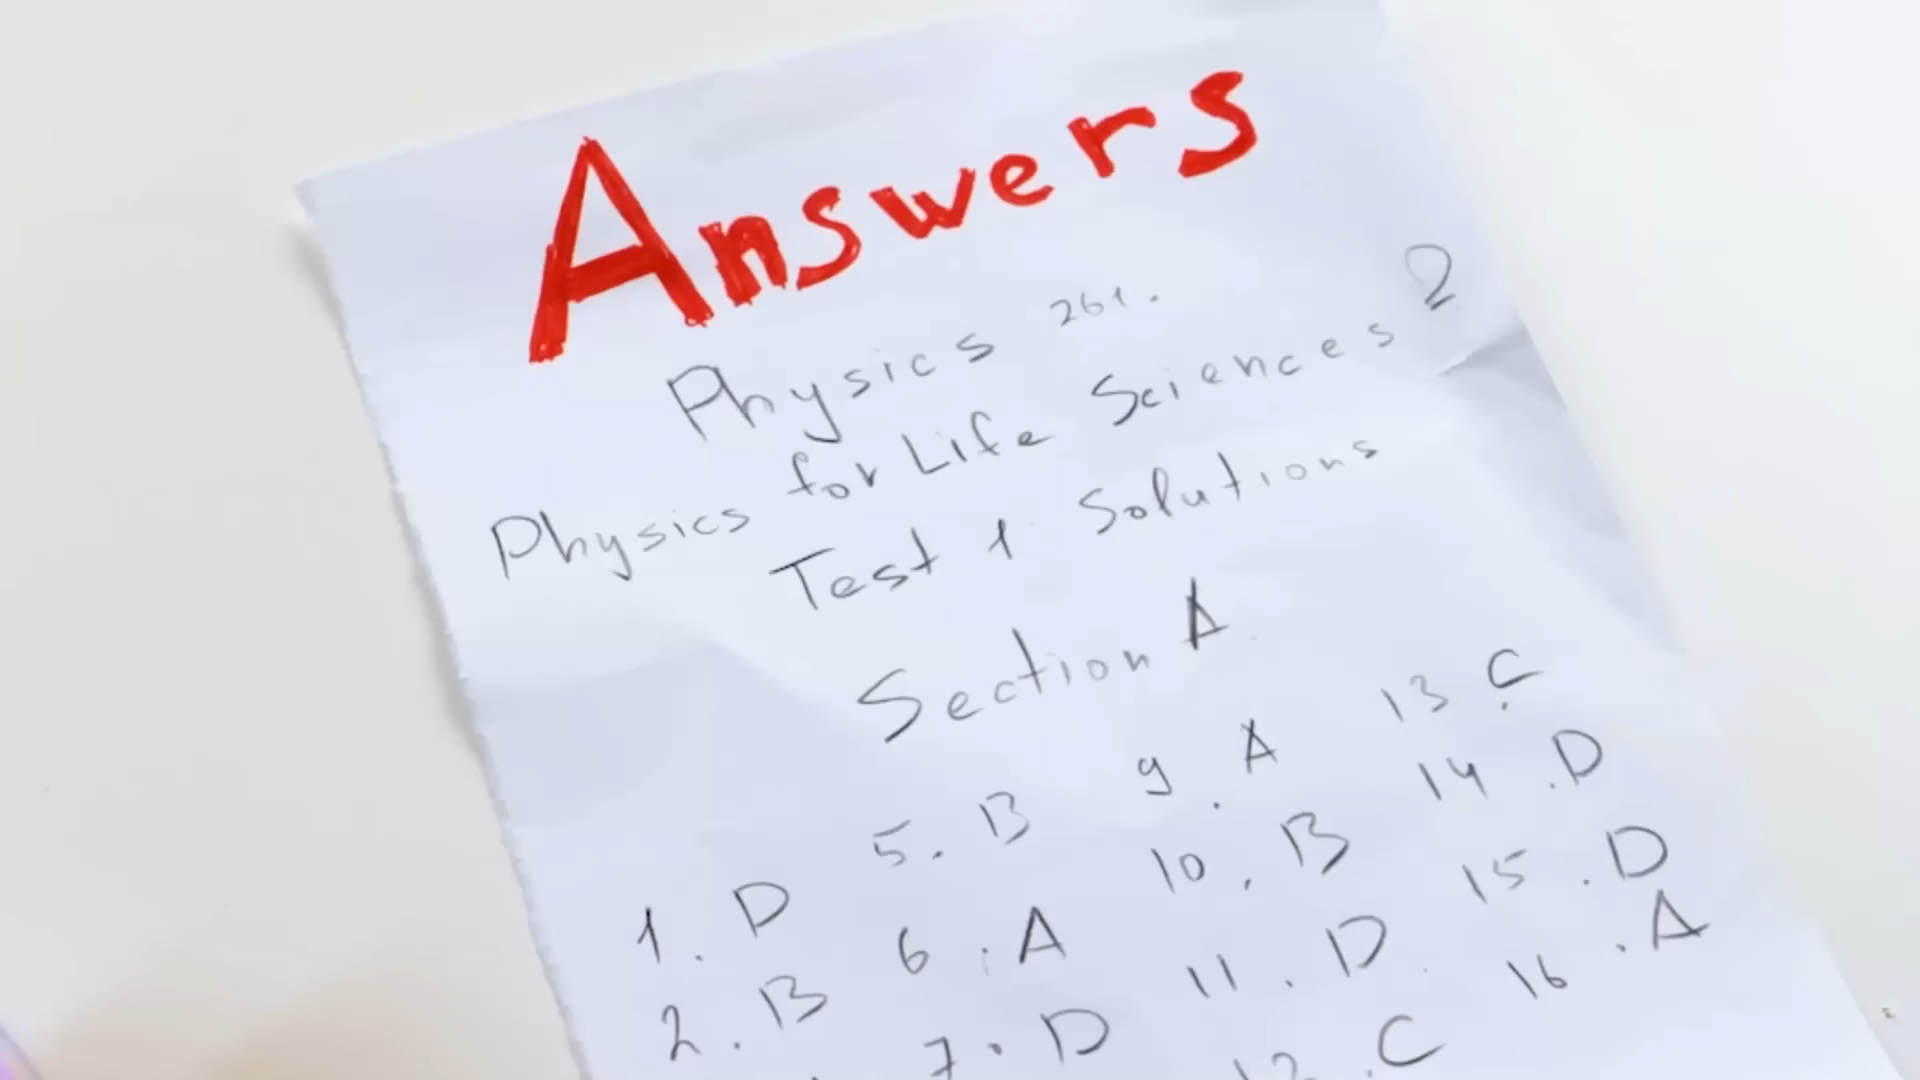 Answers
Physics 261.
Physics for Life Sciences 2
Test 1 Solutions
Section A
1. D 5. B 9. A 13. C
2. B 6. A 10. B 14. D
7. D 11. D 15. D
12. C 16. A